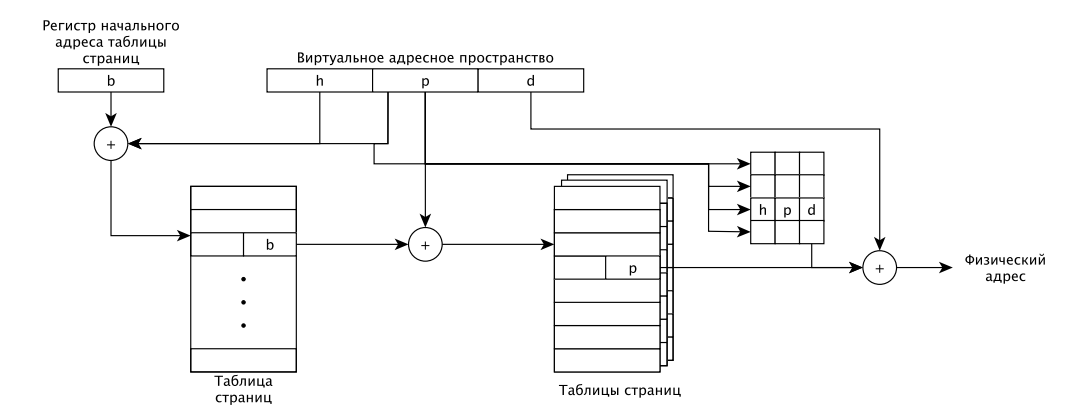 Регистр начального
адреса таблицы
страниц
b
Виртуальное адресное пространство
h p d
+
b
+
h p d
p
+
Физический
адрес
Таблица
страниц
Таблицы страниц